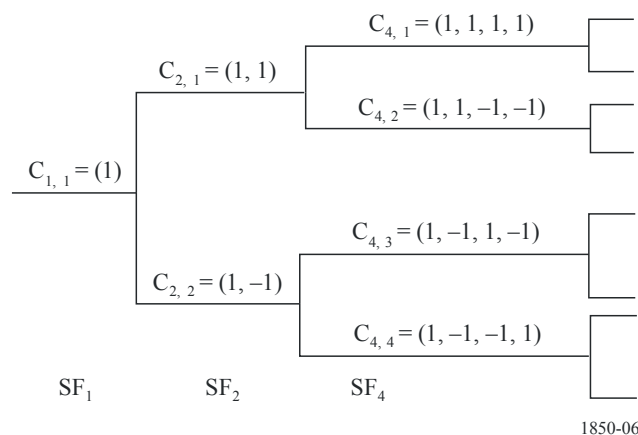 C4, 1 = (1, 1, 1, 1)
C2, 1 = (1, 1)
C4, 2 = (1, 1, –1, –1)
C1, 1 = (1)
C4, 3 = (1, –1, 1, –1)
C2, 2 = (1, –1)
C4, 4 = (1, –1, –1, 1)
SF1 SF2 SF4
1850-06